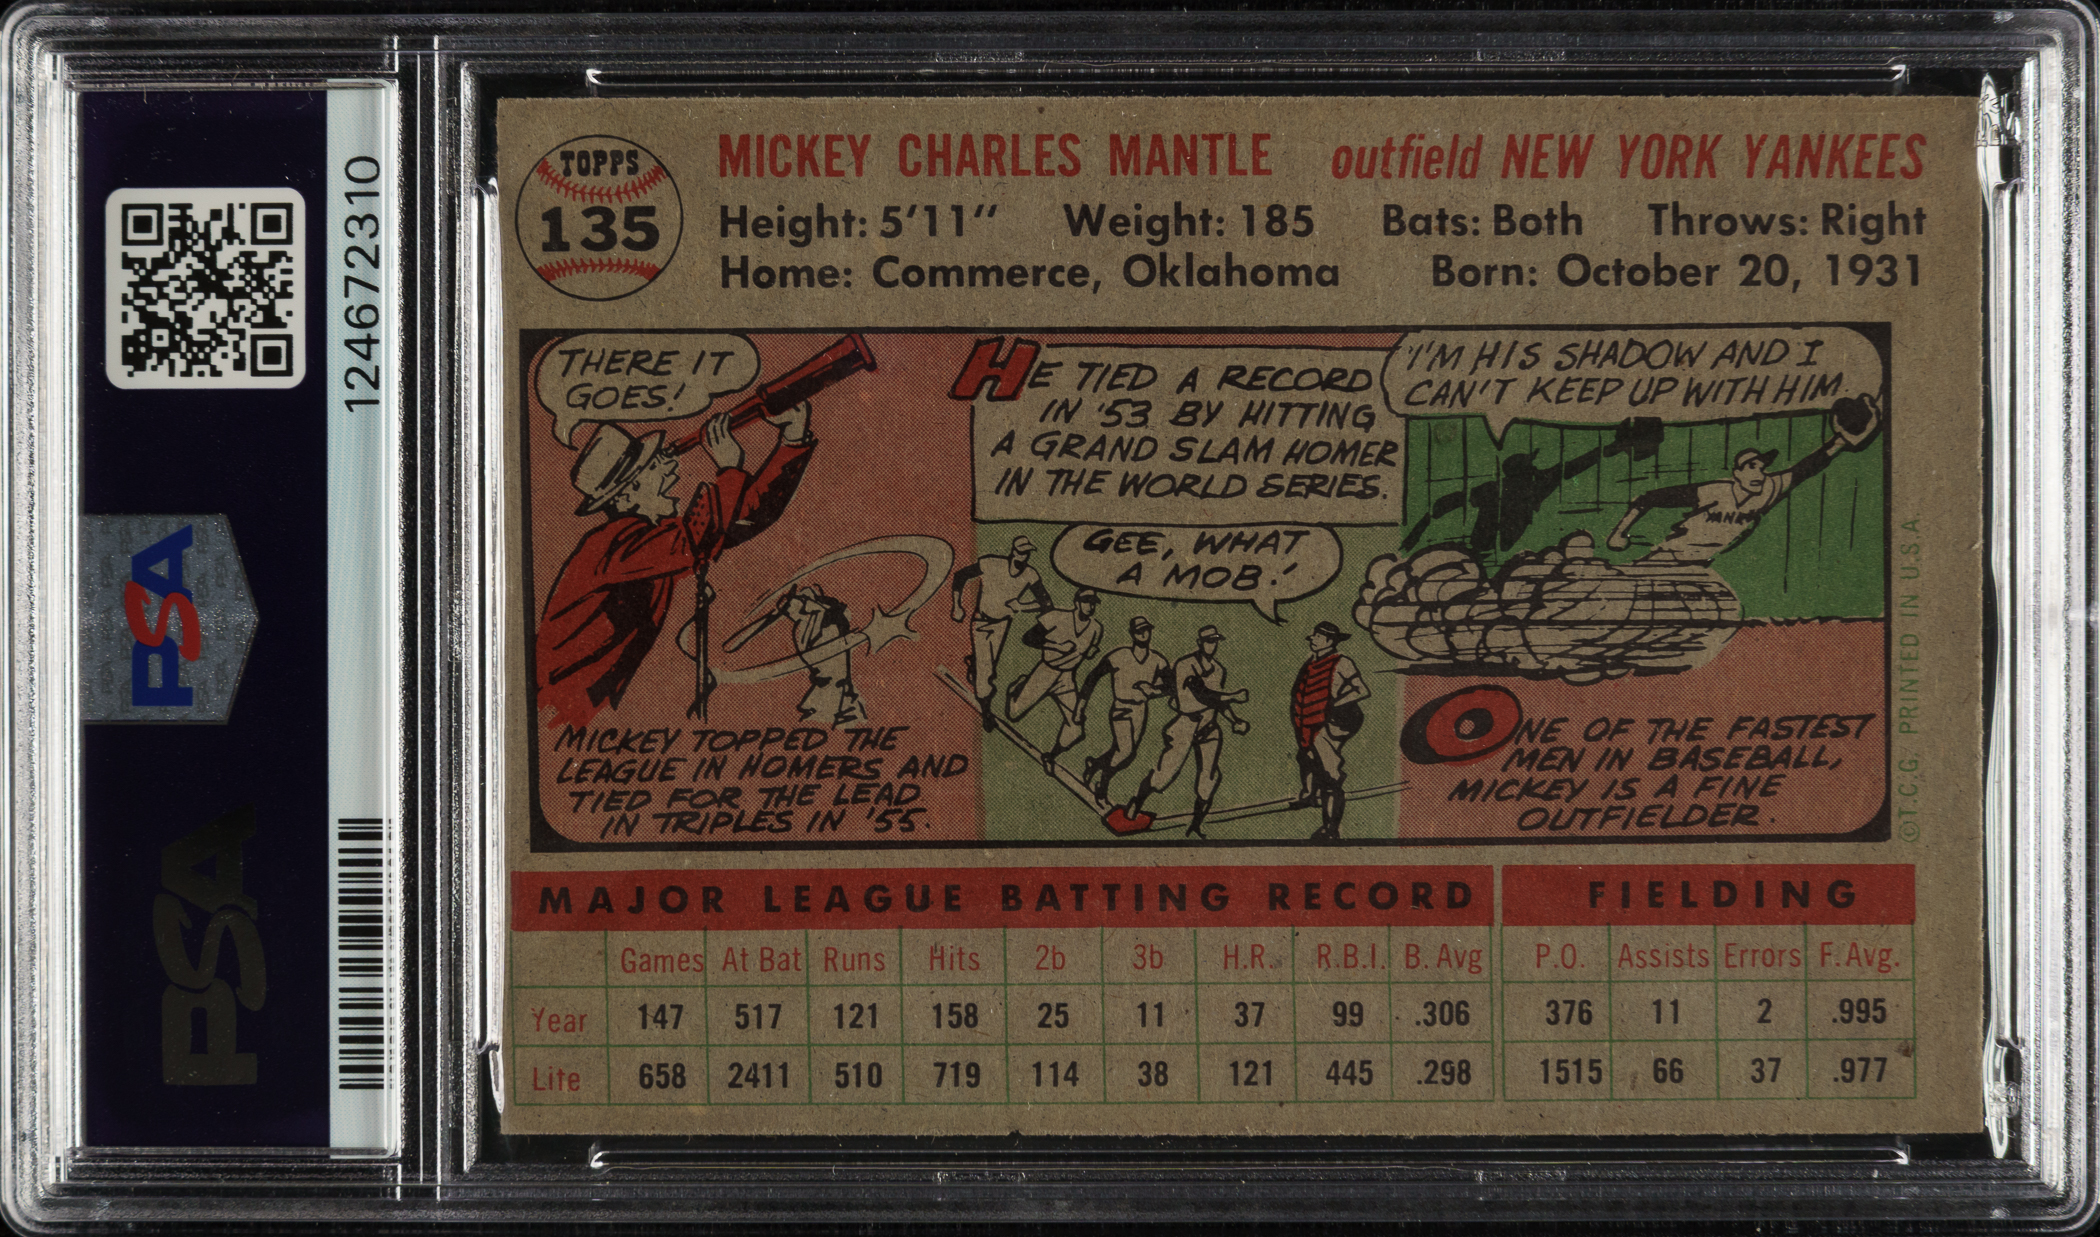 TOPPS
135
MICKEY CHARLES MANTLE outfield NEW YORK YANKEES
Height: 5'11" Weight: 185 Bats: Both Throws: Right
Home: Commerce, Oklahoma Born: October 20, 1931
THERE IT
GOES!
MICKEY TOPPED THE
LEAGUE IN HOMERS AND
TIED FOR THE LEAD
IN TRIPLES IN '55.
HE TIED A RECORD
IN '53 BY HITTING
A GRAND SLAM HOMER
IN THE WORLD SERIES.
GEE, WHAT
A MOB!
I'M HIS SHADOW AND I
CAN'T KEEP UP WITH HIM.
YANK
ONE OF THE FASTEST
MEN IN BASEBALL,
MICKEY IS A FINE
OUTFIELDER.
©T.C.G. PRINTED IN U.S.A.
MAJOR LEAGUE BATTING RECORD FIELDING
Games At Bat Runs Hits 2b 3b H.R. R.B.I. B. Avg P.O. Assists Errors F. Avg.
Year 147 517 121 158 25 11 37 99 .306 376 11 2 .995
Life 658 2411 510 719 114 38 121 445 .298 1515 66 37 .977
124672310
PSA
PSA